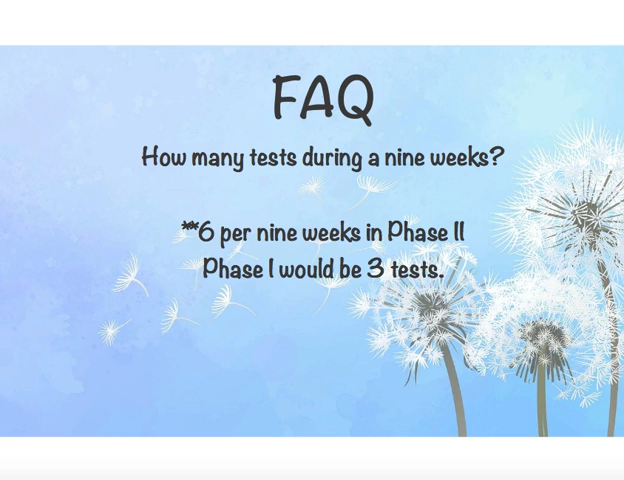 FAQ
How many tests during a nine weeks?
**6 per nine weeks in Phase II
Phase I would be 3 tests.